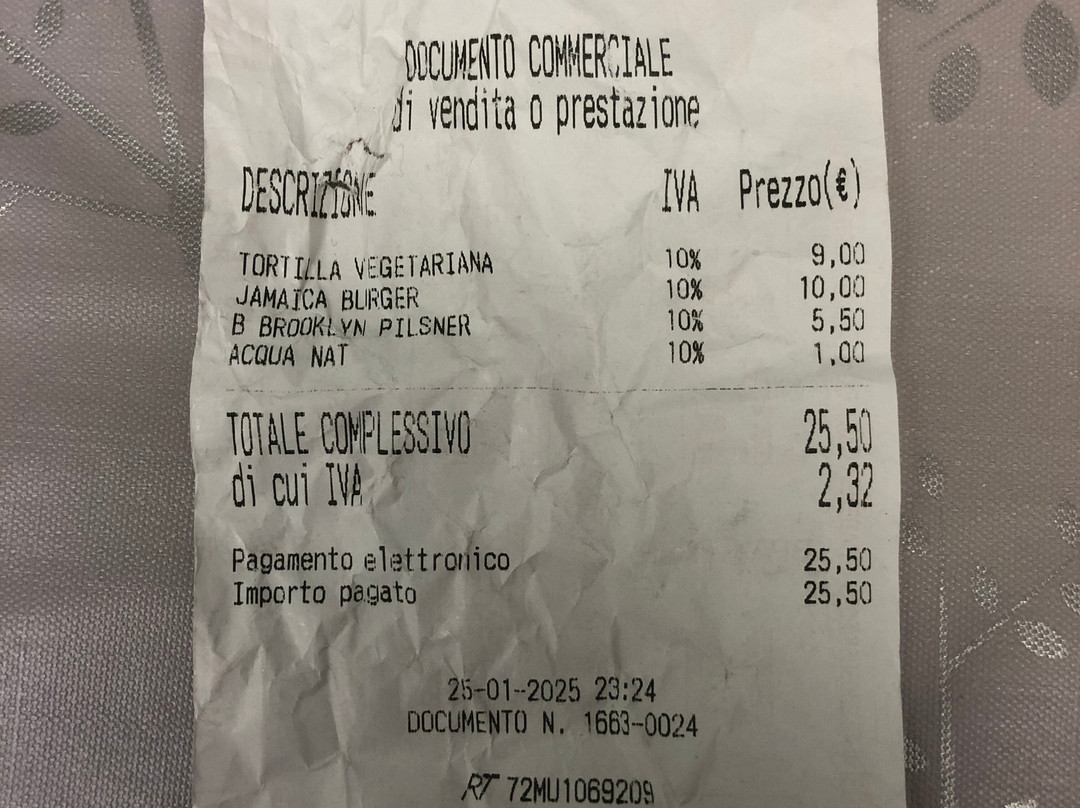 DOCUMENTO COMMERCIALE
di vendita o prestazione
DESCRIZIONE IVA Prezzo(€)
TORTILLA VEGETARIANA 10% 9,00
JAMAICA BURGER 10% 10,00
B BROOKLYN PILSNER 10% 5,50
ACQUA NAT 10% 1,00
TOTALE COMPLESSIVO 25,50
di cui IVA 2,32
Pagamento elettronico 25,50
Importo pagato 25,50
25-01-2025 23:24
DOCUMENTO N. 1663-0024
RT 72MU1069209